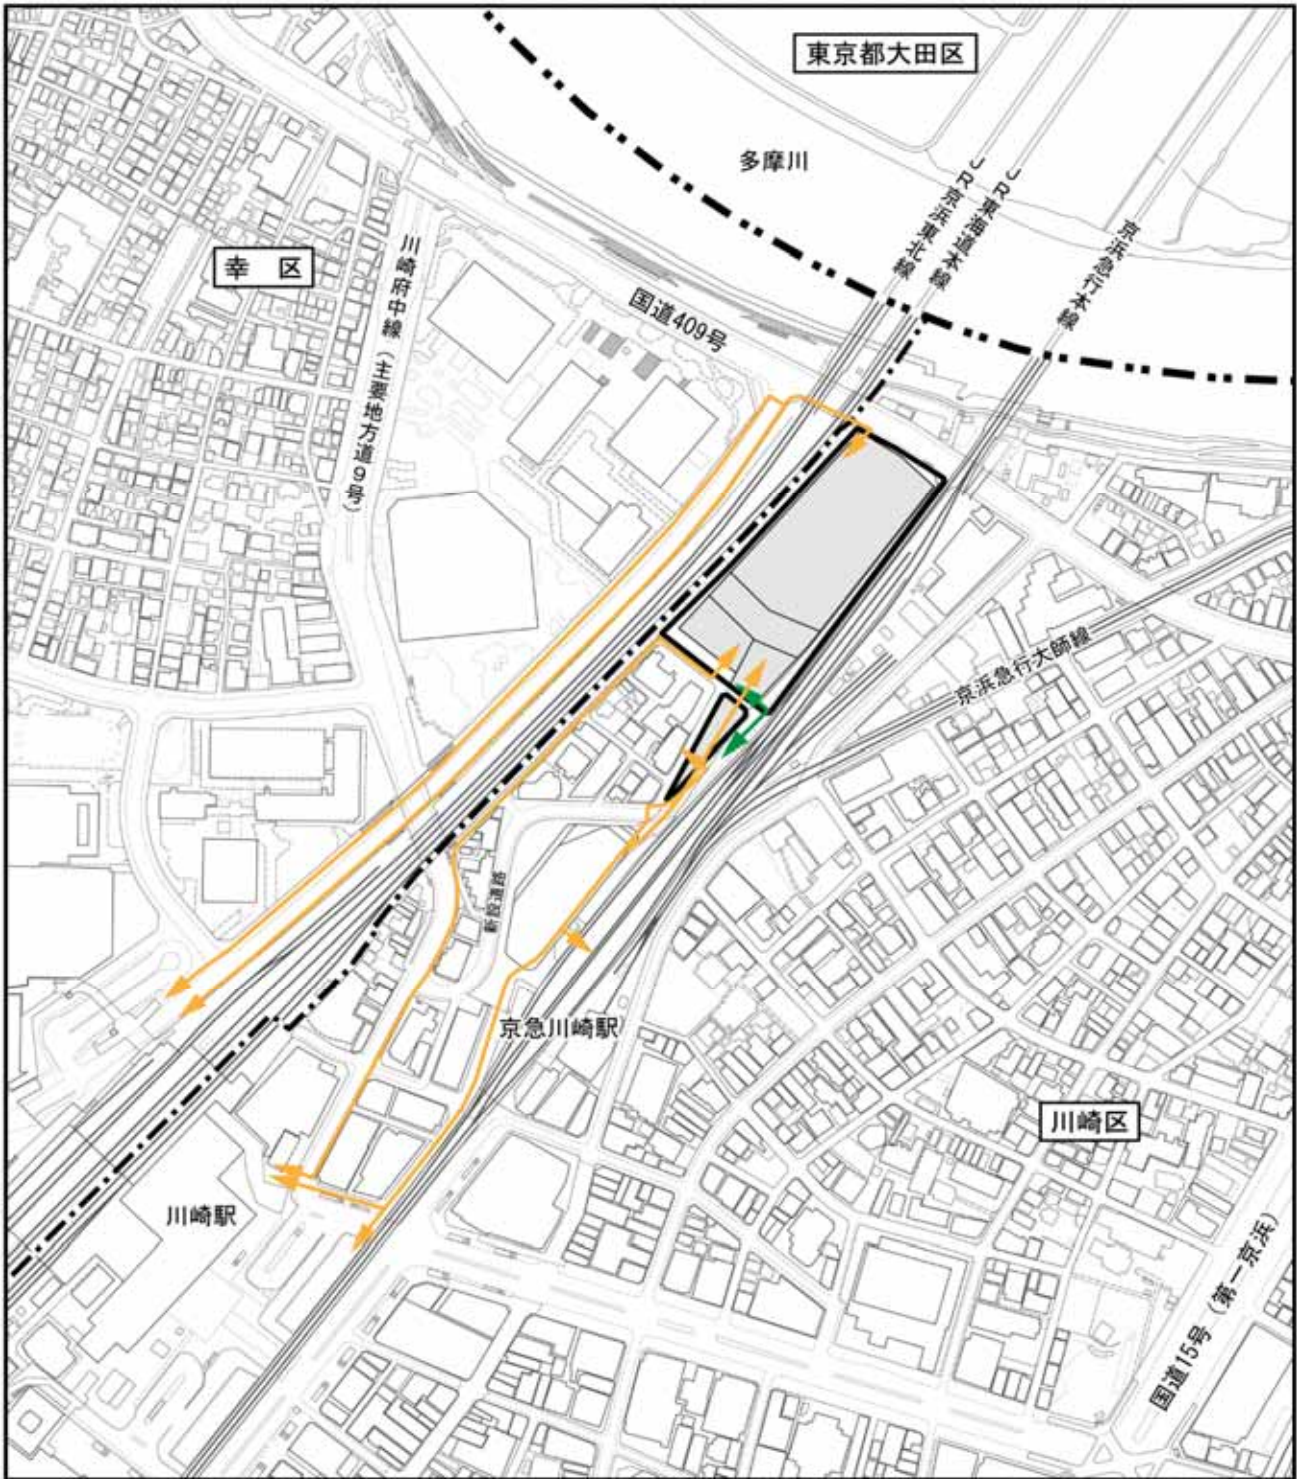 東京都大田区
多摩川
JR東海道本線
JR京浜東北線
京浜急行本線
幸 区
川崎府中線(主要地方道9号)
国道409号
京浜急行大師線
新設道路
京急川崎駅
川崎区
川崎駅
国道15号(第一京浜)